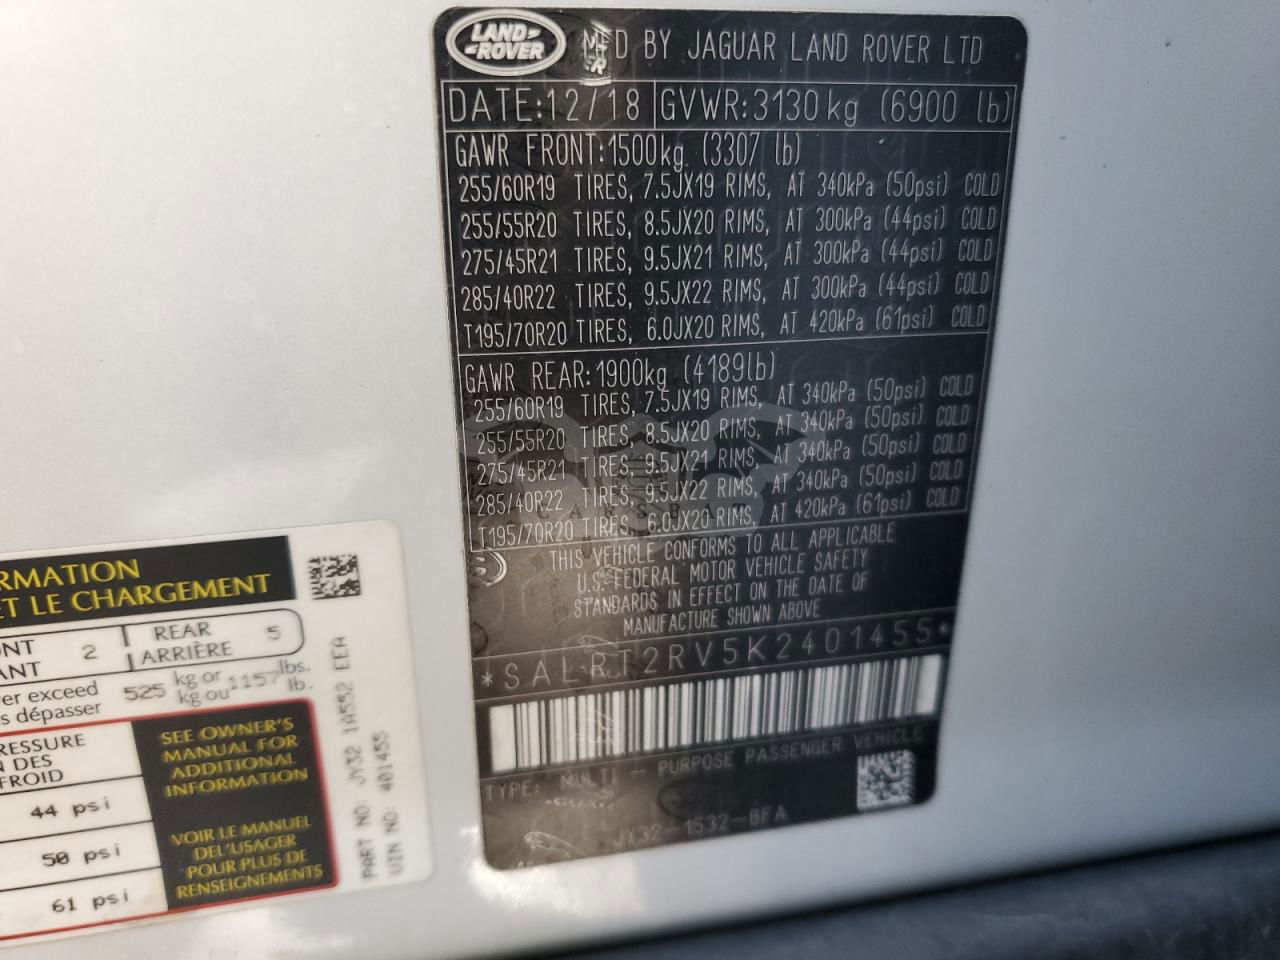 LAND-
-ROVER
MFD BY JAGUAR LAND ROVER LTD
DATE:12/18 GVWR:3130kg (6900 lb)
GAWR FRONT:1500kg (3307 lb)
255/60R19 TIRES, 7.5JX19 RIMS, AT 340kPa (50psi) COLD
255/55R20 TIRES, 8.5JX20 RIMS, AT 300kPa (44psi) COLD
275/45R21 TIRES, 9.5JX21 RIMS, AT 300kPa (44psi) COLD
285/40R22 TIRES, 9.5JX22 RIMS, AT 300kPa (44psi) COLD
T195/70R20 TIRES, 6.0JX20 RIMS, AT 420kPa (61psi) COLD
GAWR REAR:1900kg (4189lb)
255/60R19 TIRES, 7.5JX19 RIMS, AT 340kPa (50psi) COLD
255/55R20 TIRES, 8.5JX20 RIMS, AT 340kPa (50psi) COLD
275/45R21 TIRES, 9.5JX21 RIMS, AT 340kPa (50psi) COLD
285/40R22 TIRES, 9.5JX22 RIMS, AT 340kPa (50psi) COLD
T195/70R20 TIRES, 6.0JX20 RIMS, AT 420kPa (61psi) COLD
THIS VEHICLE CONFORMS TO ALL APPLICABLE
U.S. FEDERAL MOTOR VEHICLE SAFETY
STANDARDS IN EFFECT ON THE DATE OF
MANUFACTURE SHOWN ABOVE
*SALRT2RV5K2401455*
TYPE: MULTI - PURPOSE PASSENGER VEHICLE
JY32-1532-BFA
RMATION
ET LE CHARGEMENT
NT 2 REAR 5
ANT ARRIÈRE
er exceed 525 kg or 1157 lbs.
s dépasser kg ou lb.
RESSURE
N DES
FROID
44 psi
50 psi
61 psi
SEE OWNER'S
MANUAL FOR
ADDITIONAL
INFORMATION
VOIR LE MANUEL
DEL'USAGER
POUR PLUS DE
RENSEIGNEMENTS
PART NO: JY32 1A552 EEA
VIN NO: 401455